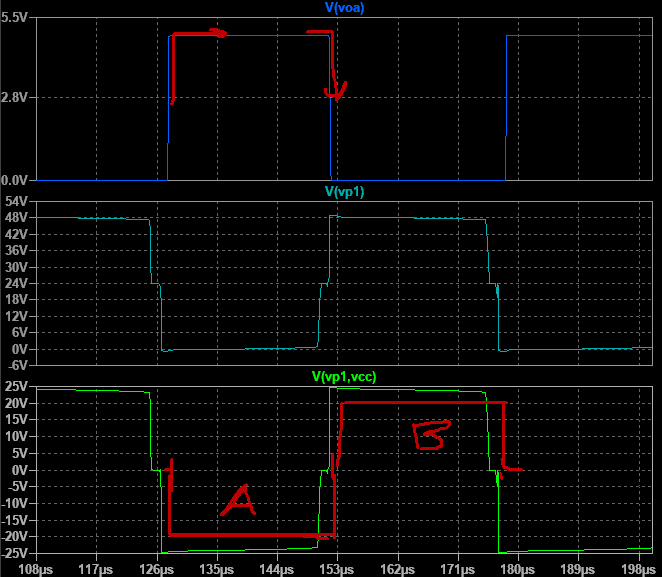 V(voa)
5.5V
2.8V
0.0V
V(vp1)
54V
48V
42V
36V
30V
24V
18V
12V
6V
0V
-6V
V(vp1,vcc)
25V
20V
15V
10V
5V
0V
-5V
-10V
-15V
-20V
-25V
A
B
108µs 117µs 126µs 135µs 144µs 153µs 162µs 171µs 180µs 189µs 198µs